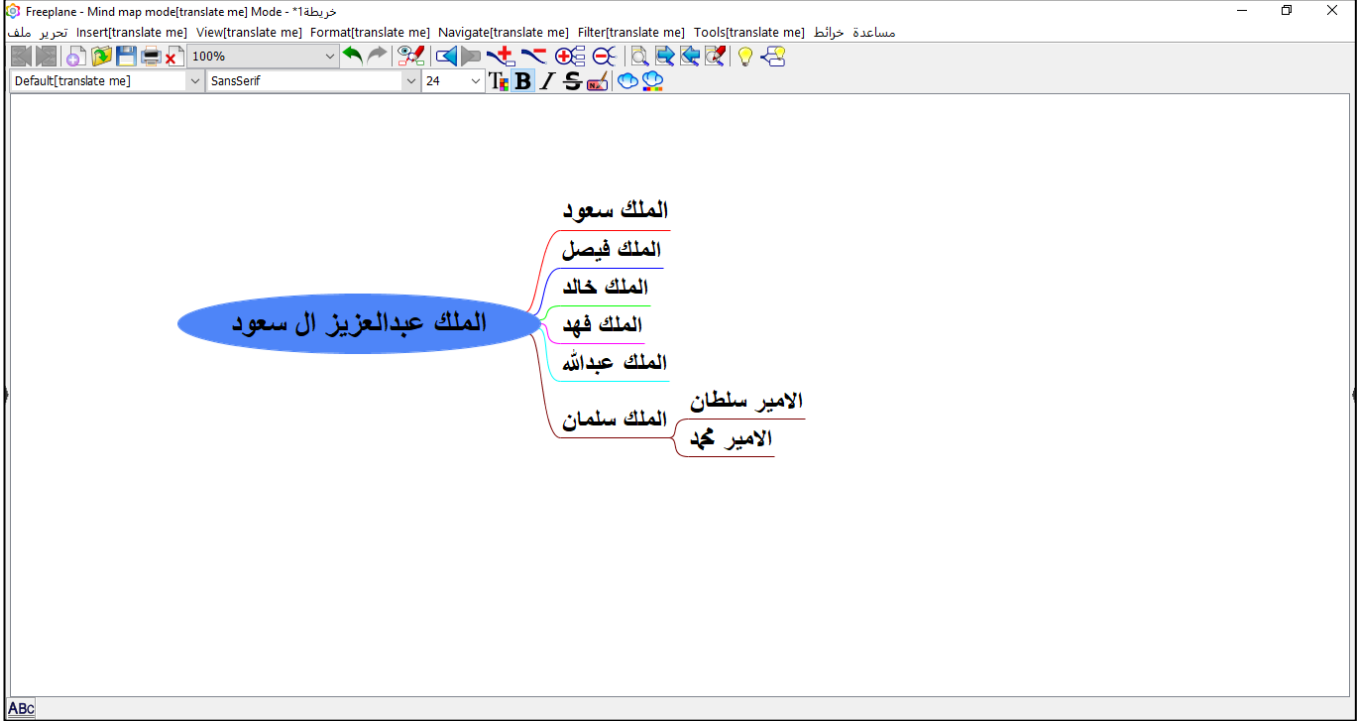 Freeplane - Mind map mode[translate me] Mode - *خريطة1
ملف تحرير Insert[translate me] View[translate me] Format[translate me] Navigate[translate me] Filter[translate me] Tools[translate me] خرائط مساعدة
100%
Default[translate me] SansSerif 24
الملك سعود
الملك فيصل
الملك خالد
الملك عبدالعزيز ال سعود
الملك فهد
الملك عبدالله
الملك سلمان
الامير سلطان
الامير محمد
ABC